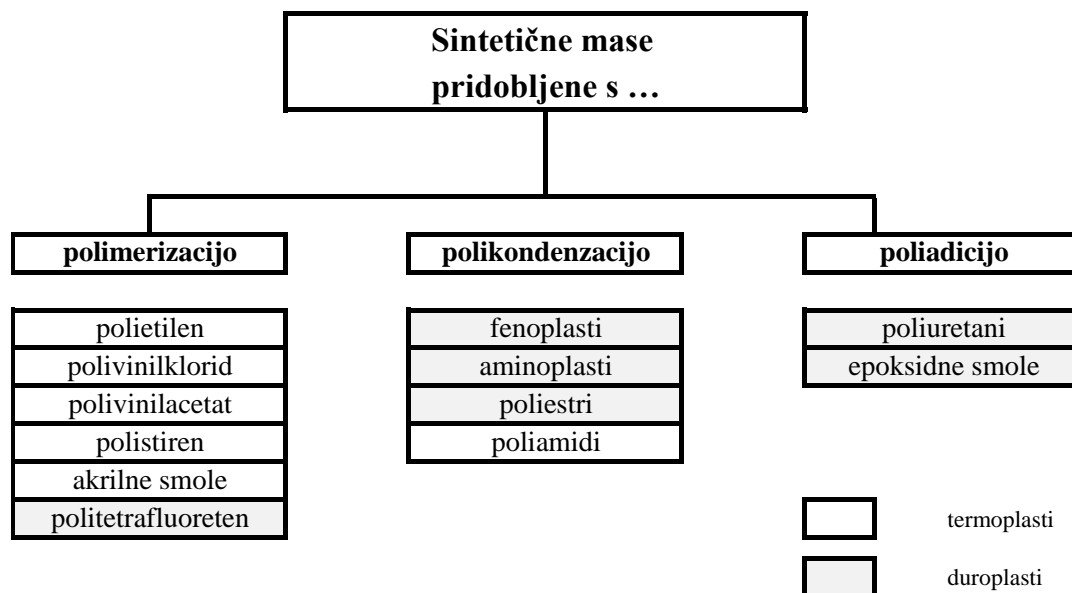 Sintetične mase
pridobljene s …
polimerizacijo
polikondenzacijo
poliadicijo
polietilen
polivinilklorid
polivinilacetat
polistiren
akrilne smole
politetrafluoreten
fenoplasti
aminoplasti
poliestri
poliamidi
poliuretani
epoksidne smole
termoplasti
duroplasti